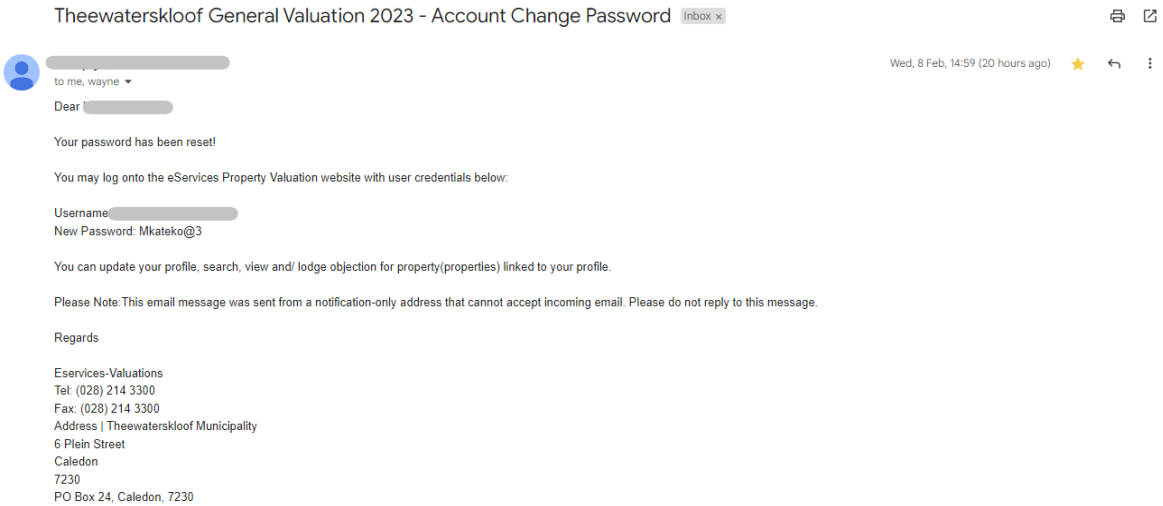 Theewaterskloof General Valuation 2023 - Account Change Password Inbox ×
Wed, 8 Feb, 14:59 (20 hours ago)
to me, wayne
Dear
Your password has been reset!
You may log onto the eServices Property Valuation website with user credentials below:
Username
New Password: Mkateko@3
You can update your profile, search, view and/ lodge objection for property(properties) linked to your profile.
Please Note:This email message was sent from a notification-only address that cannot accept incoming email. Please do not reply to this message.
Regards
Eservices-Valuations
Tel: (028) 214 3300
Fax: (028) 214 3300
Address | Theewaterskloof Municipality
6 Plein Street
Caledon
7230
PO Box 24, Caledon, 7230